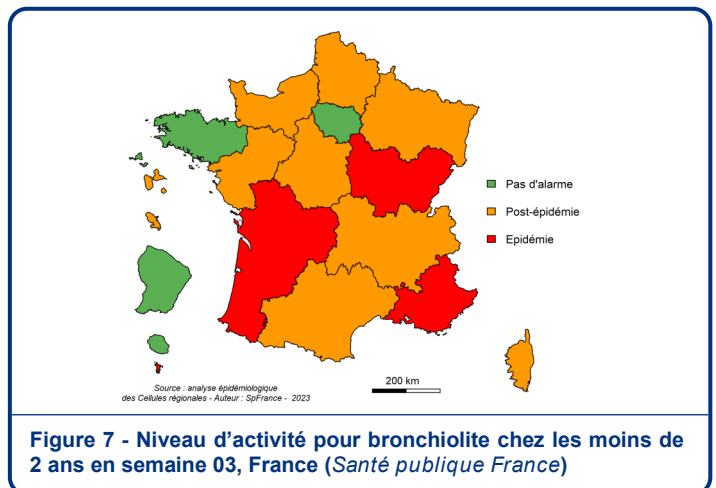 Pas d'alarme
Post-épidémie
Epidémie
200 km
Source : analyse épidémiologique
des Cellules régionales - Auteur : SpFrance - 2023
Figure 7 - Niveau d’activité pour bronchiolite chez les moins de
2 ans en semaine 03, France (Santé publique France)